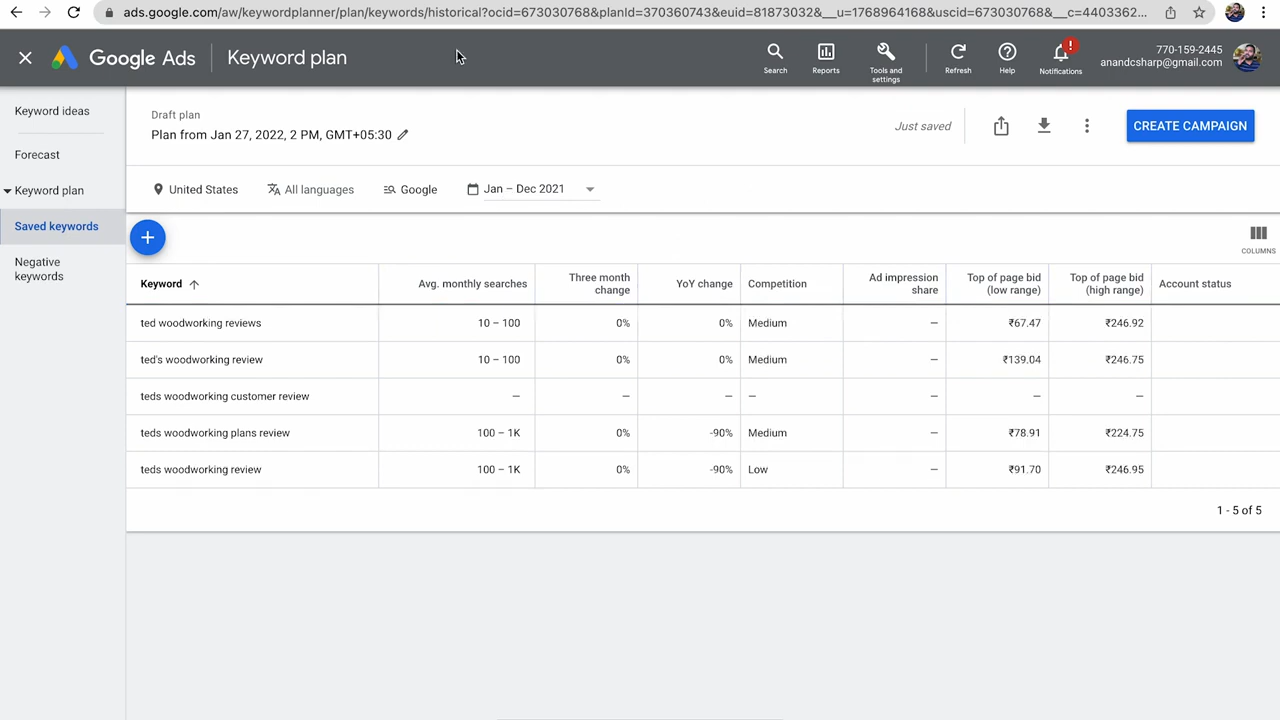 ads.google.com/aw/keywordplanner/plan/keywords/historical?ocid=673030768&planId=370360743&euid=81873032&__u=1768964168&uscid=673030768&__c=4403362...
Google Ads
Keyword plan
Search
Reports
Tools and
settings
Refresh
Help
!
Notifications
770-159-2445
anandcsharp@gmail.com
Keyword ideas
Forecast
Keyword plan
Saved keywords
Negative
keywords
Draft plan
Plan from Jan 27, 2022, 2 PM, GMT+05:30
Just saved
CREATE CAMPAIGN
United States
All languages
Google
Jan – Dec 2021
COLUMNS
Keyword
Avg. monthly searches
Three month
change
YoY change
Competition
Ad impression
share
Top of page bid
(low range)
Top of page bid
(high range)
Account status
ted woodworking reviews 10 – 100 0% 0% Medium – ₹67.47 ₹246.92
ted's woodworking review 10 – 100 0% 0% Medium – ₹139.04 ₹246.75
teds woodworking customer review – – – – – – –
teds woodworking plans review 100 – 1K 0% -90% Medium – ₹78.91 ₹224.75
teds woodworking review 100 – 1K 0% -90% Low – ₹91.70 ₹246.95
1 - 5 of 5